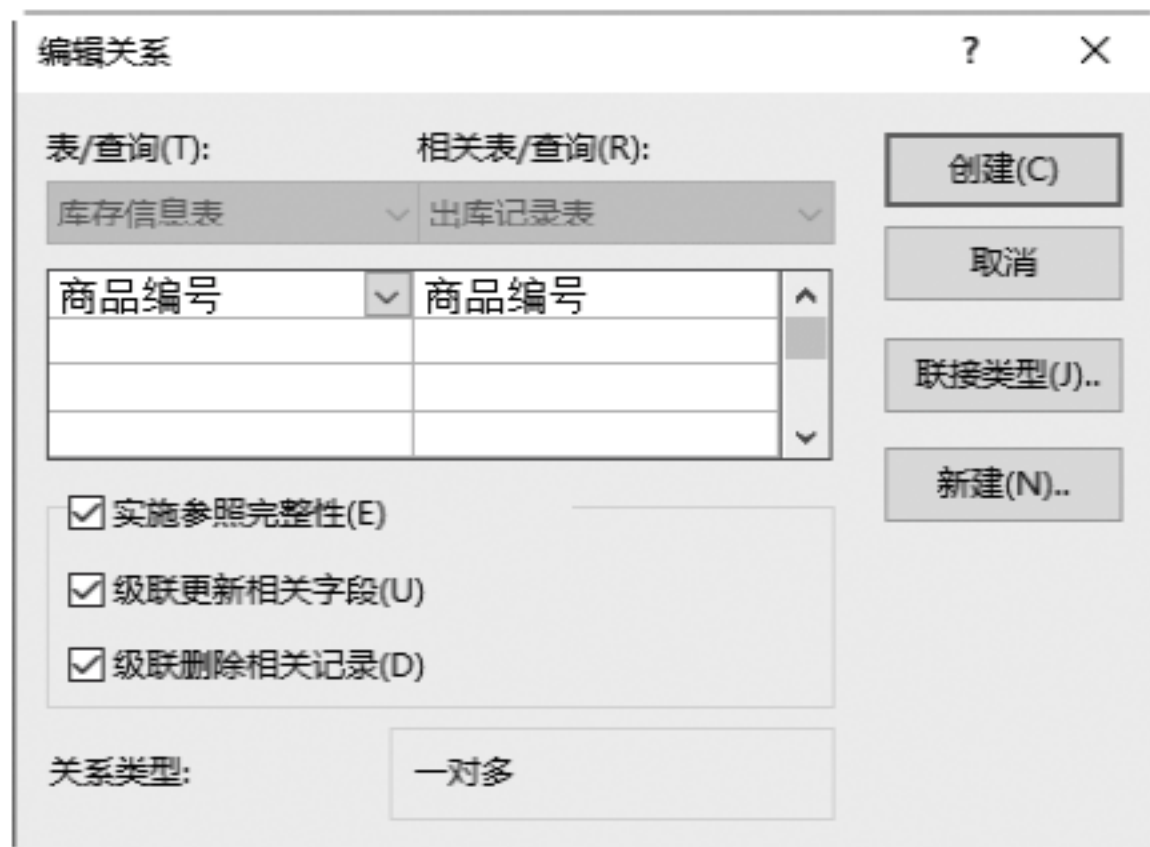 编辑关系 ?
表/查询(T): 相关表/查询(R):
创建(C)
库存信息表 出库记录表
取消
商品编号 商品编号
联接类型(J)..
新建(N)..
实施参照完整性(E)
级联更新相关字段(U)
级联删除相关记录(D)
关系类型: 一对多